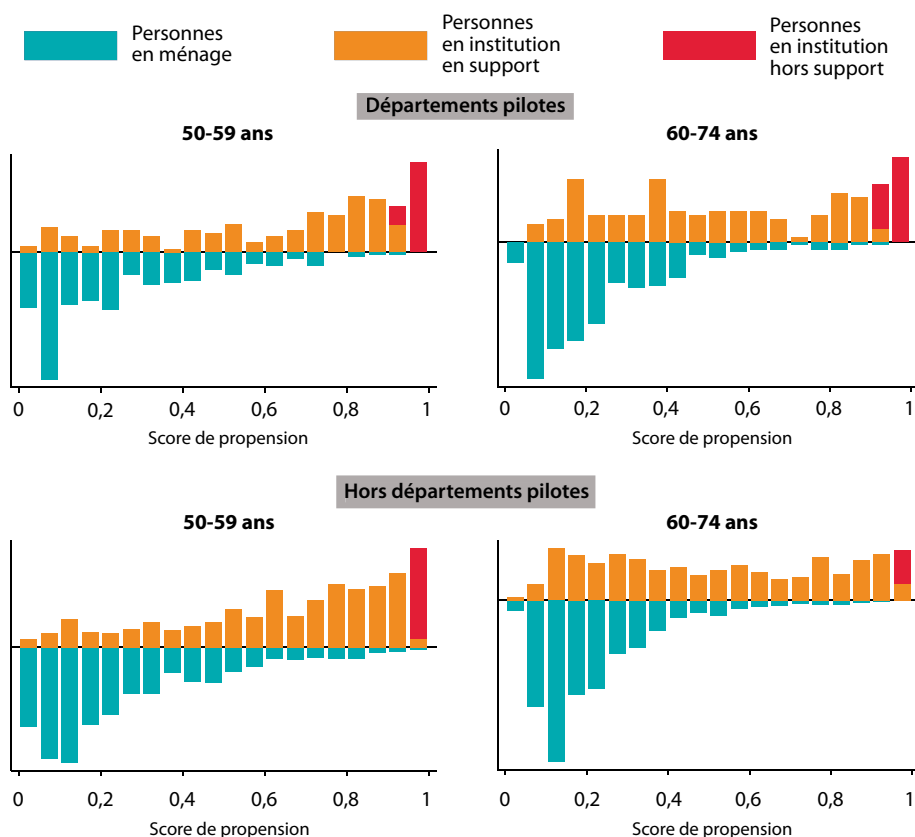 Personnes
en ménage
Personnes
en institution
en support
Personnes
en institution
hors support
Départements pilotes
50-59 ans
60-74 ans
0 0,2 0,4 0,6 0,8 1
0 0,2 0,4 0,6 0,8 1
Score de propension
Score de propension
Hors départements pilotes
50-59 ans
60-74 ans
0 0,2 0,4 0,6 0,8 1
0 0,2 0,4 0,6 0,8 1
Score de propension
Score de propension